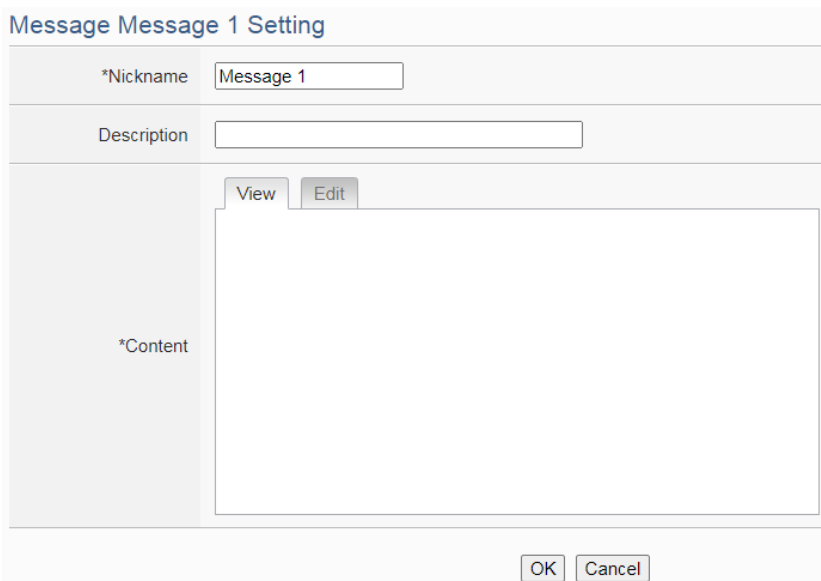 Message Message 1 Setting
*Nickname Message 1
Description
View Edit
*Content
OK Cancel